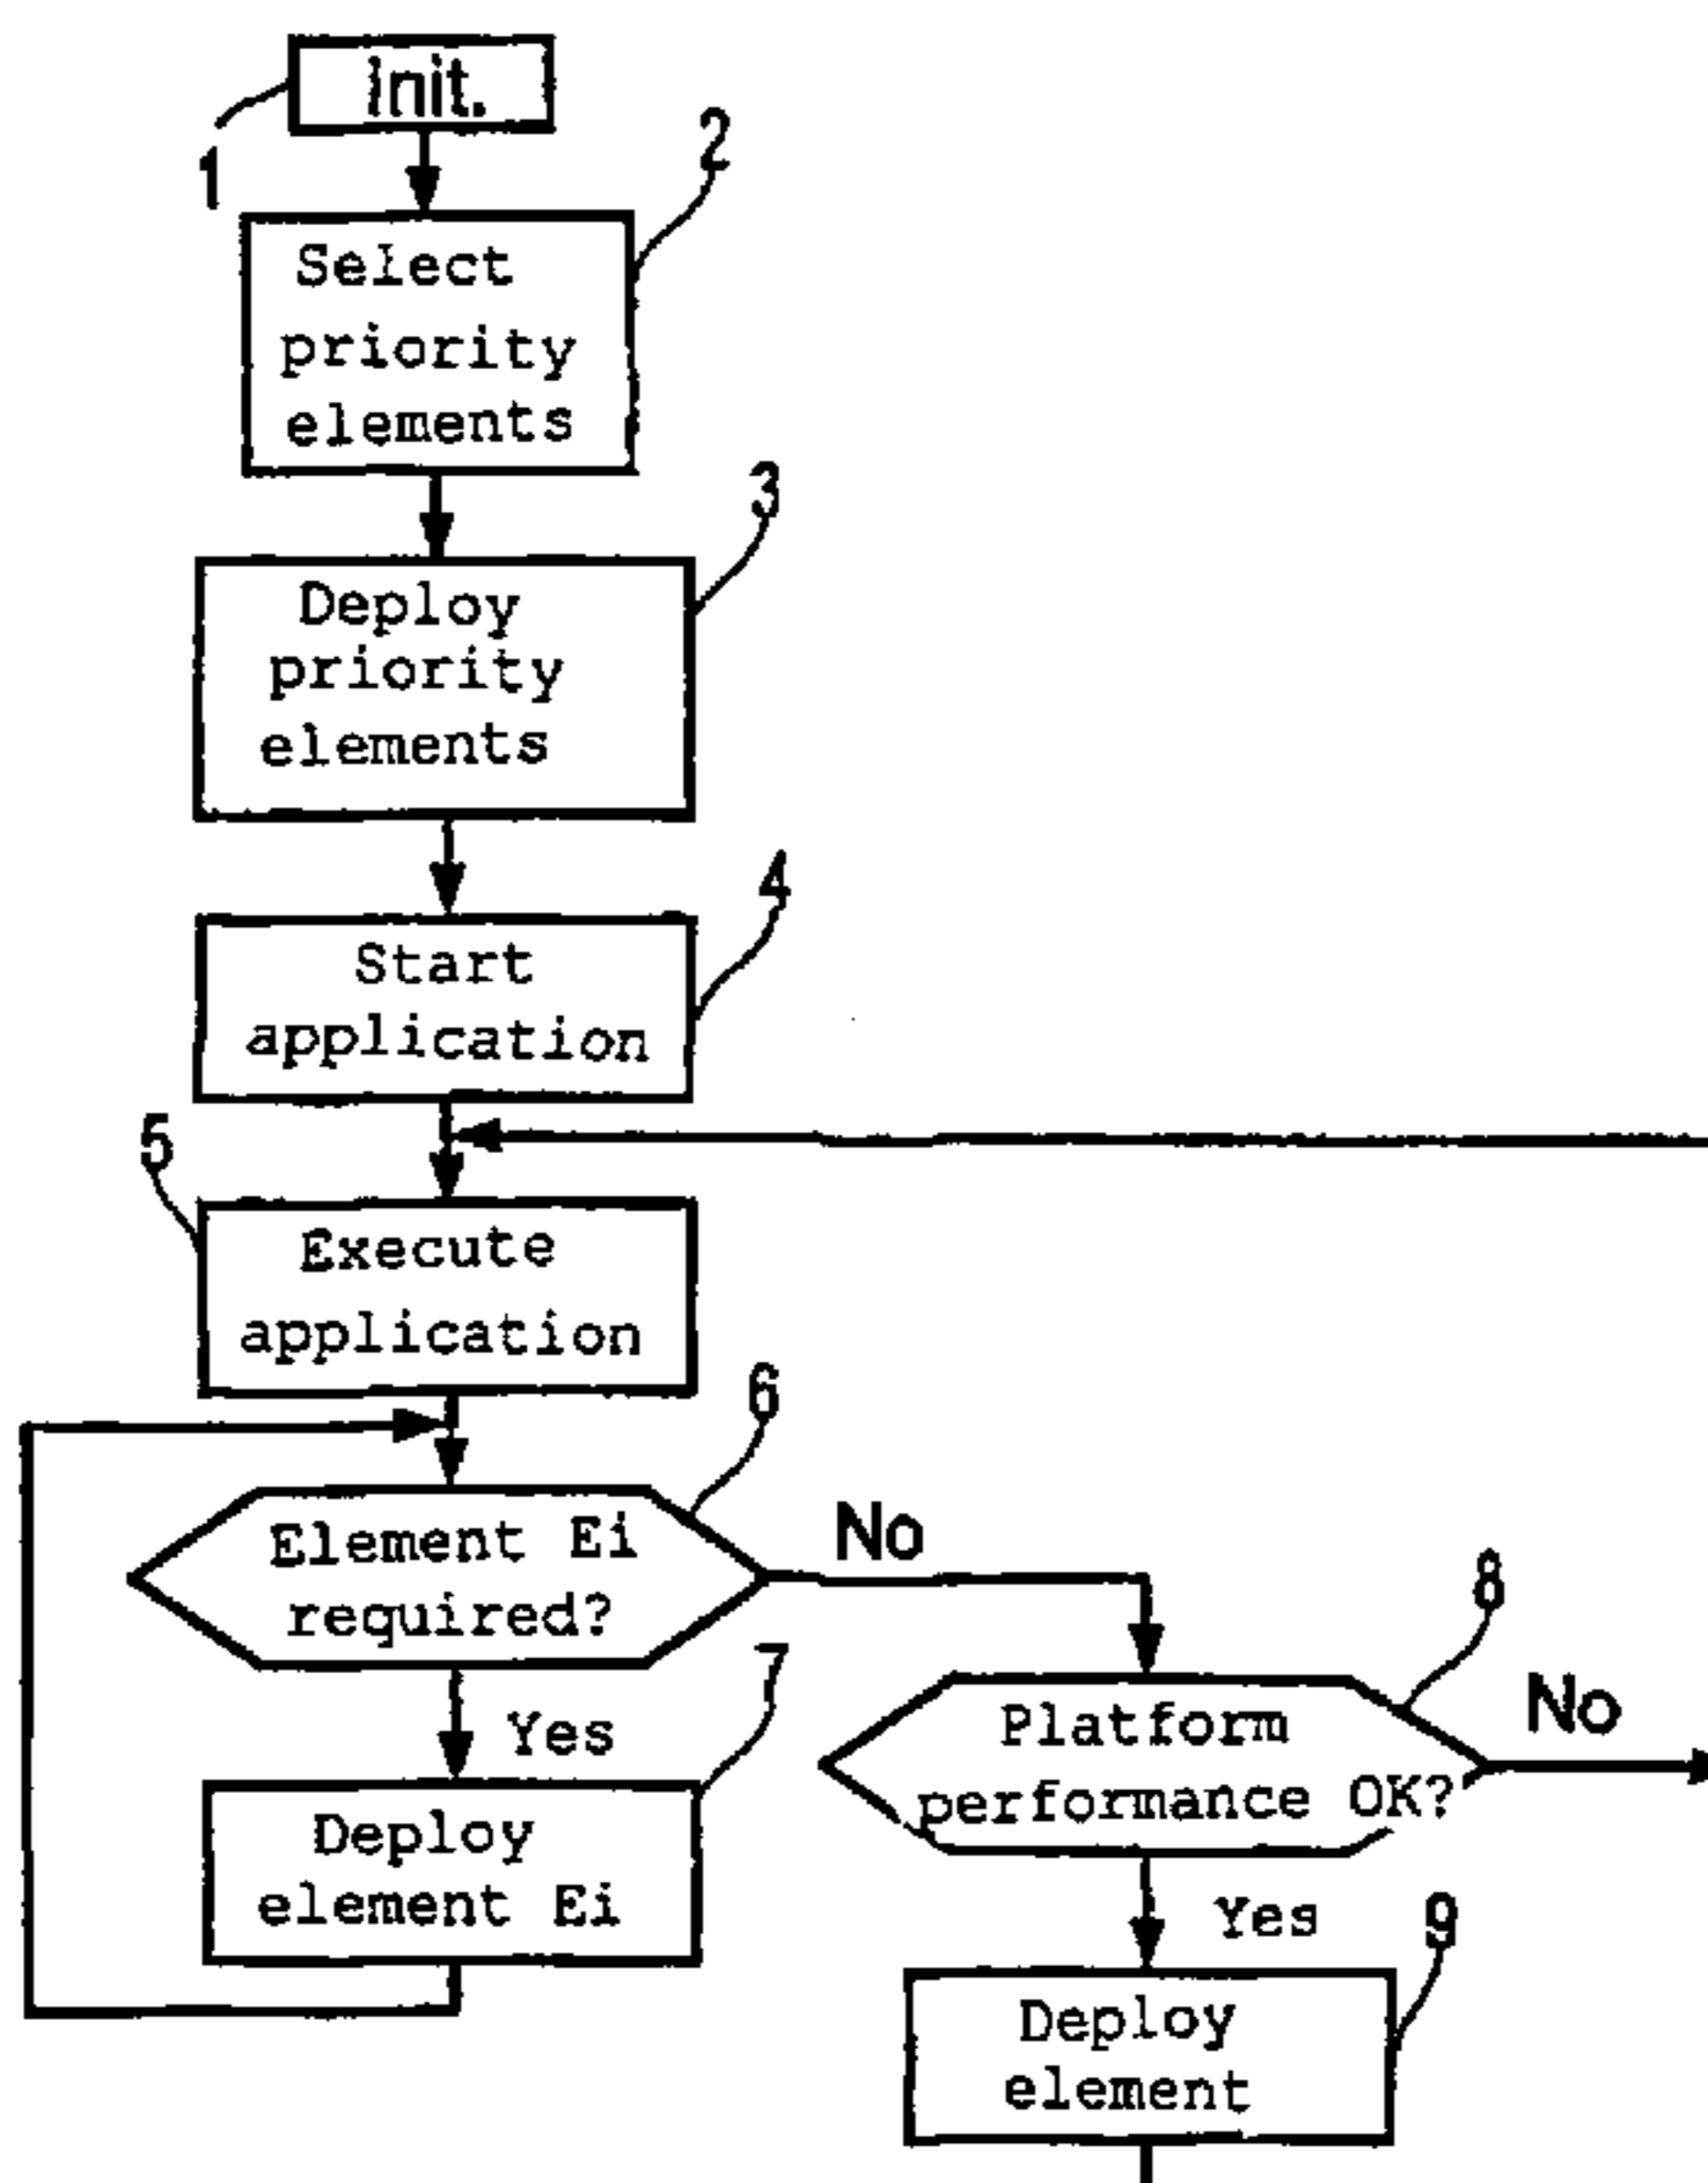 Init.
1
2
Select
priority
elements
3
Deploy
priority
elements
4
Start
application
5
Execute
application
6
Element Ei
required?
No
7
Yes
Deploy
element Ei
8
Platform
performance OK?
No
Yes
9
Deploy
element